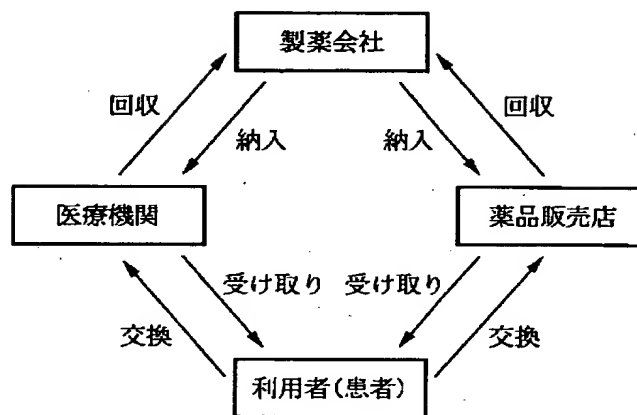 製薬会社
回収
回収
納入
納入
医療機関
薬品販売店
受け取り
受け取り
交換
交換
利用者(患者)